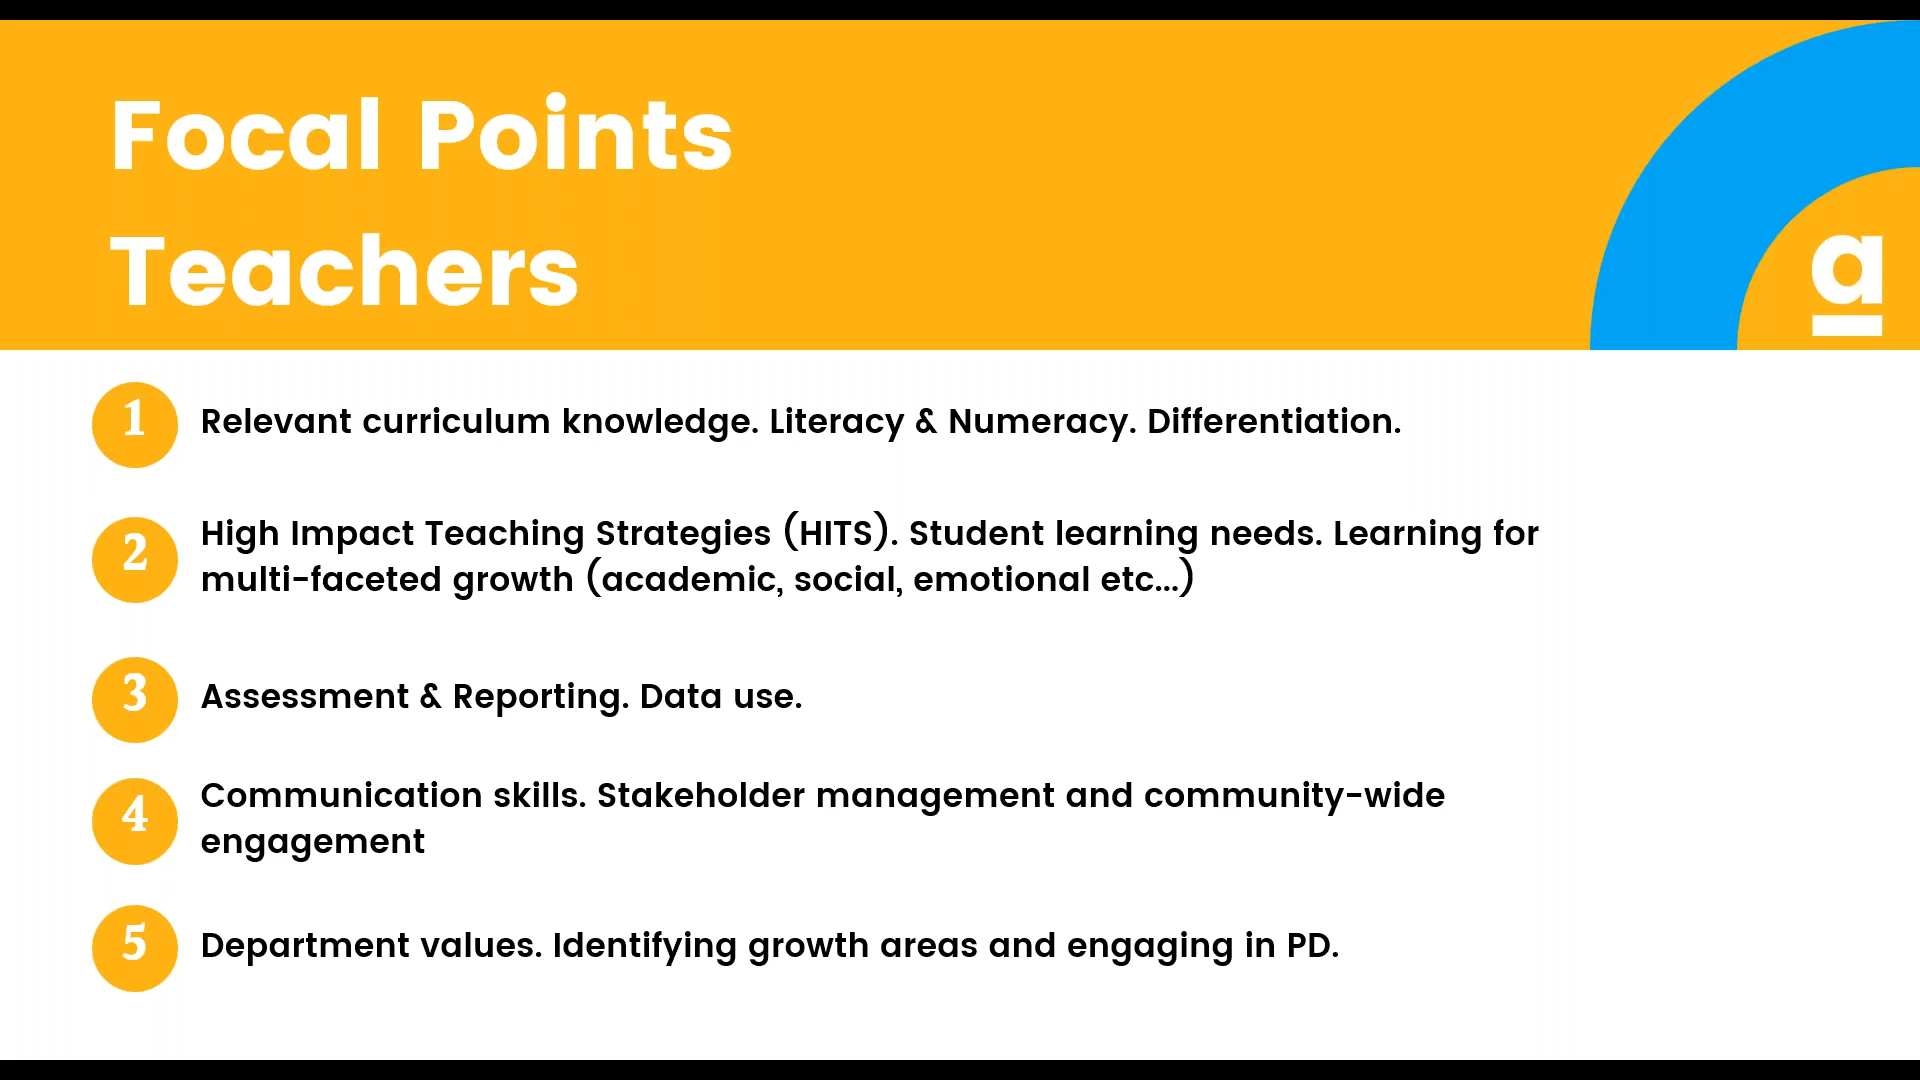 Focal Points
Teachers
a
1
Relevant curriculum knowledge. Literacy & Numeracy. Differentiation.
2
High Impact Teaching Strategies (HITS). Student learning needs. Learning for
multi-faceted growth (academic, social, emotional etc...)
3
Assessment & Reporting. Data use.
4
Communication skills. Stakeholder management and community-wide
engagement
5
Department values. Identifying growth areas and engaging in PD.